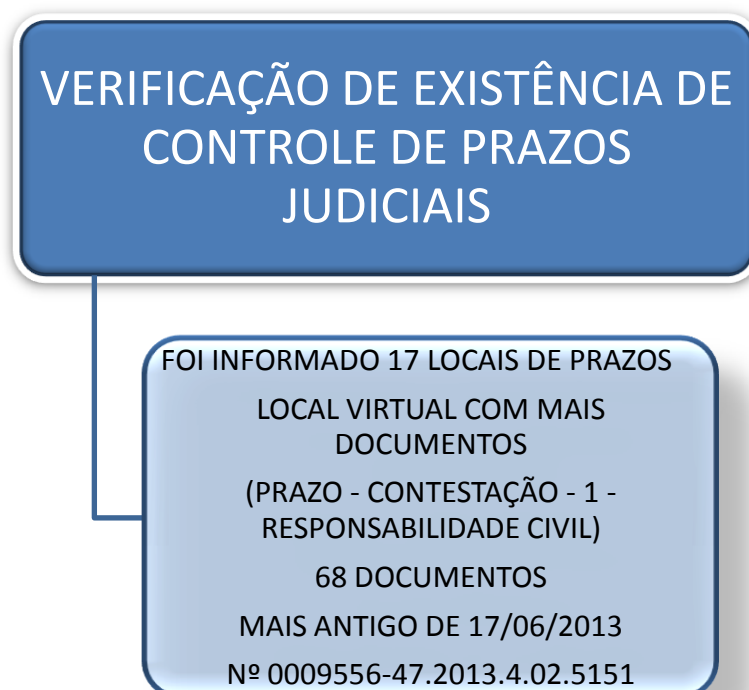 VERIFICAÇÃO DE EXISTÊNCIA DE
CONTROLE DE PRAZOS
JUDICIAIS
FOI INFORMADO 17 LOCAIS DE PRAZOS
LOCAL VIRTUAL COM MAIS
DOCUMENTOS
(PRAZO - CONTESTAÇÃO - 1 -
RESPONSABILIDADE CIVIL)
68 DOCUMENTOS
MAIS ANTIGO DE 17/06/2013
Nº 0009556-47.2013.4.02.5151